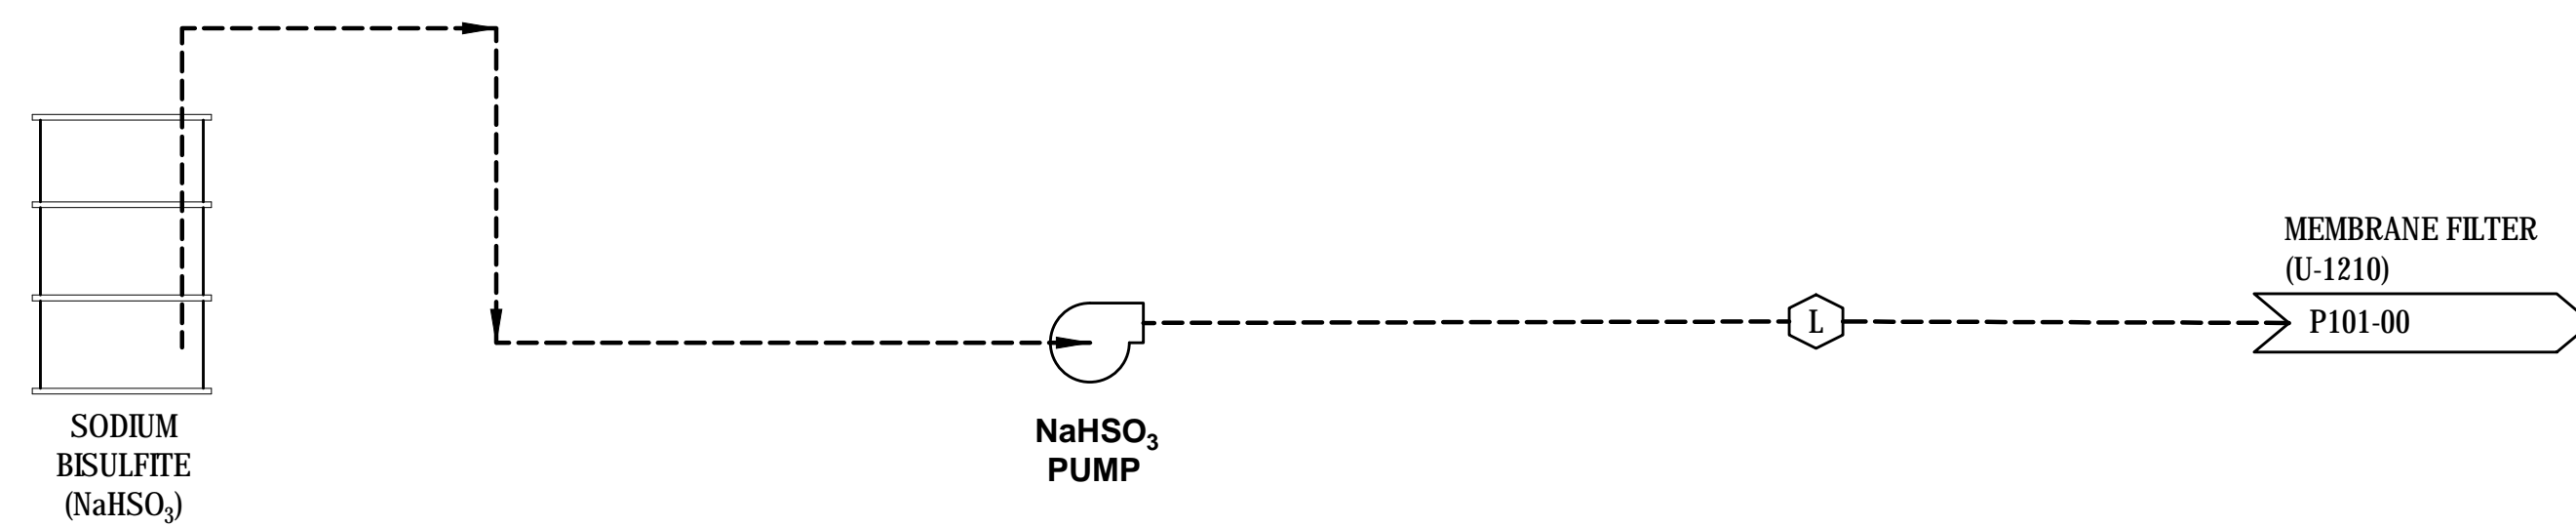 SODIUM
BISULFITE
(NaHSO₃)
NaHSO₃
PUMP
L
MEMBRANE FILTER
(U-1210)
P101-00